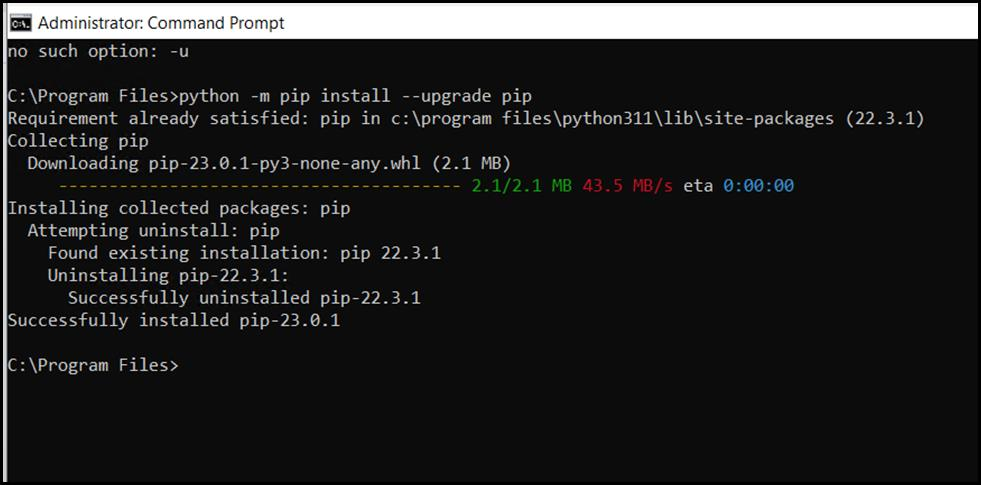 Administrator: Command Prompt
no such option: -u
C:\Program Files>python -m pip install --upgrade pip
Requirement already satisfied: pip in c:\program files\python311\lib\site-packages (22.3.1)
Collecting pip
Downloading pip-23.0.1-py3-none-any.whl (2.1 MB)
---------------------------------------- 2.1/2.1 MB 43.5 MB/s eta 0:00:00
Installing collected packages: pip
Attempting uninstall: pip
Found existing installation: pip 22.3.1
Uninstalling pip-22.3.1:
Successfully uninstalled pip-22.3.1
Successfully installed pip-23.0.1
C:\Program Files>